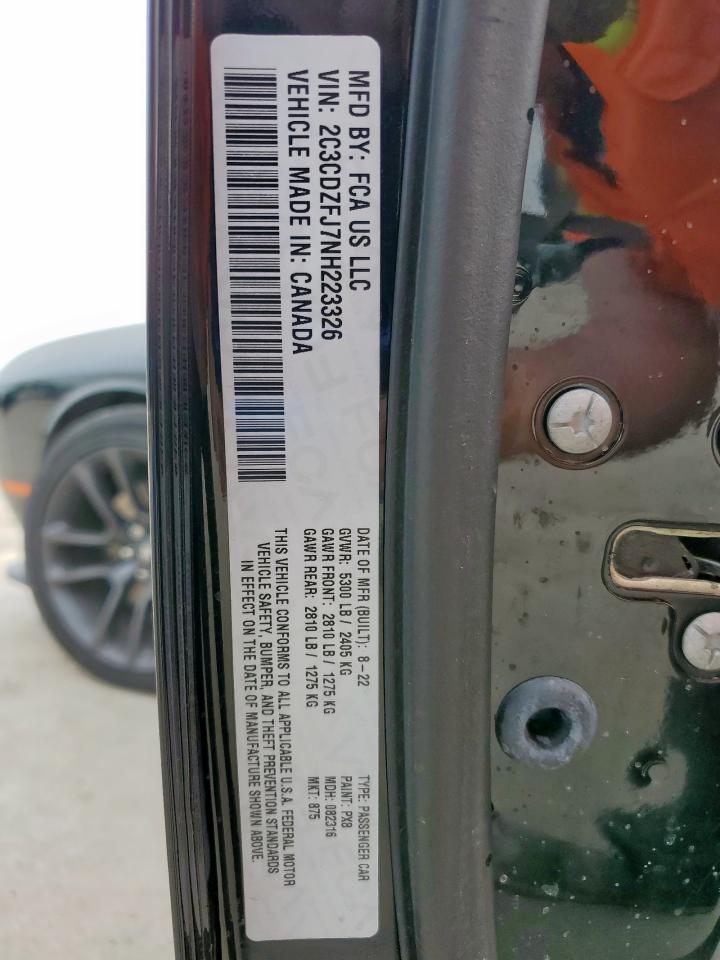 MFD BY: FCA US LLC
VIN: 2C3CDZFJ7NH223326
VEHICLE MADE IN: CANADA
DATE OF MFR (BUILT): 8-22
GVWR: 5300 LB / 2405 KG
GAWR FRONT: 2810 LB / 1275 KG
GAWR REAR: 2810 LB / 1275 KG
TYPE: PASSENGER CAR
PAINT: PX8
MDH: 082316
MKT: 875
THIS VEHICLE CONFORMS TO ALL APPLICABLE U.S.A. FEDERAL MOTOR
VEHICLE SAFETY, BUMPER, AND THEFT PREVENTION STANDARDS
IN EFFECT ON THE DATE OF MANUFACTURE SHOWN ABOVE.